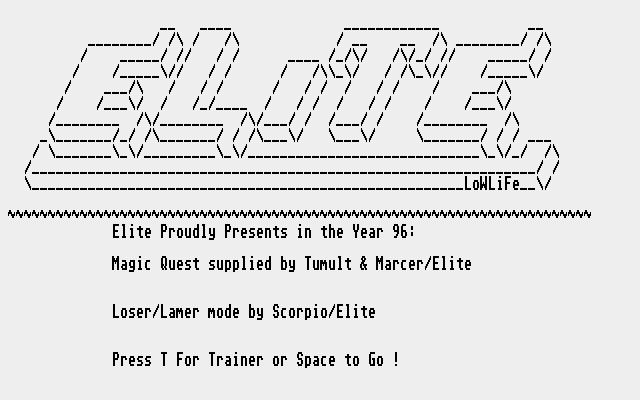 ELiTE
LoWLiFe
Elite Proudly Presents in the Year 96:
Magic Quest supplied by Tumult & Marcer/Elite
Loser/Lamer mode by Scorpio/Elite
Press T For Trainer or Space to Go !